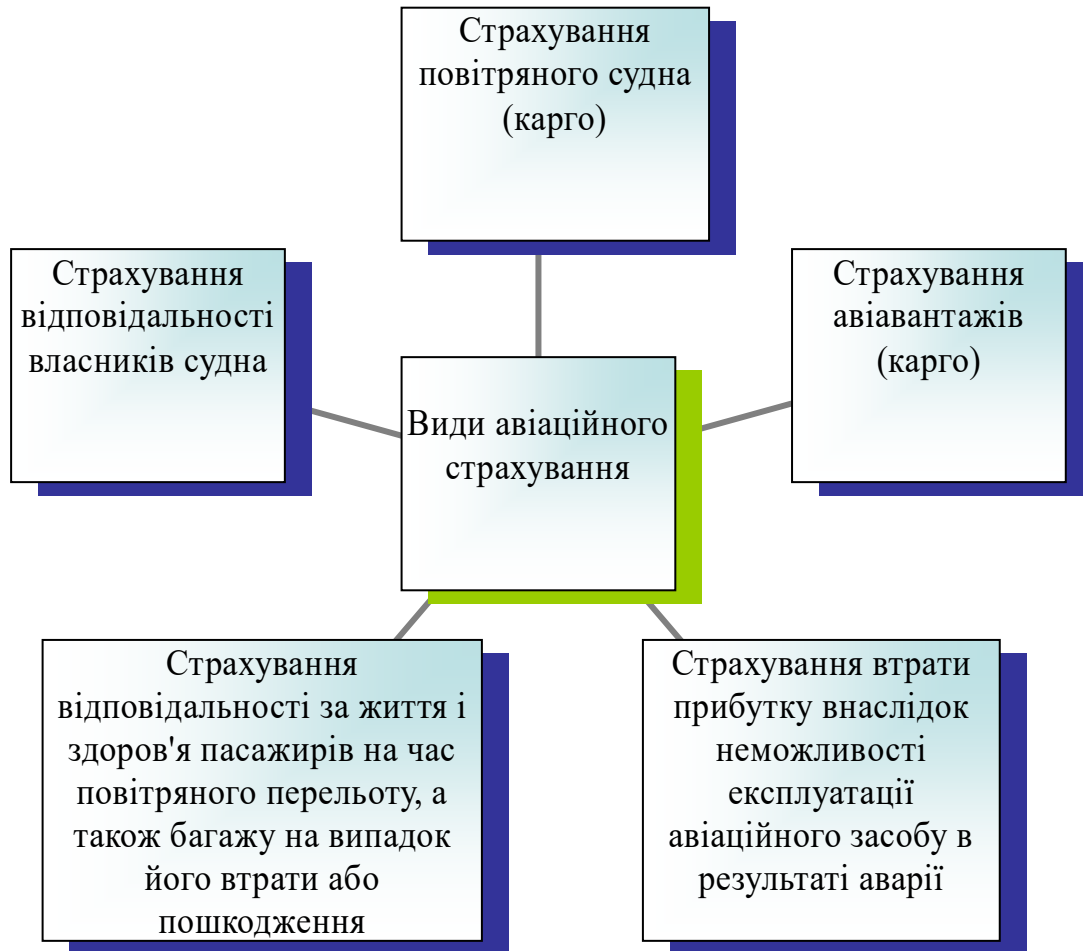 Страхування
повітряного судна
(карго)
Страхування
відповідальності
власників судна
Страхування
авіавантажів
(карго)
Види авіаційного
страхування
Страхування
відповідальності за життя і
здоров'я пасажирів на час
повітряного перельоту, а
також багажу на випадок
його втрати або
пошкодження
Страхування втрати
прибутку внаслідок
неможливості
експлуатації
авіаційного засобу в
результаті аварії